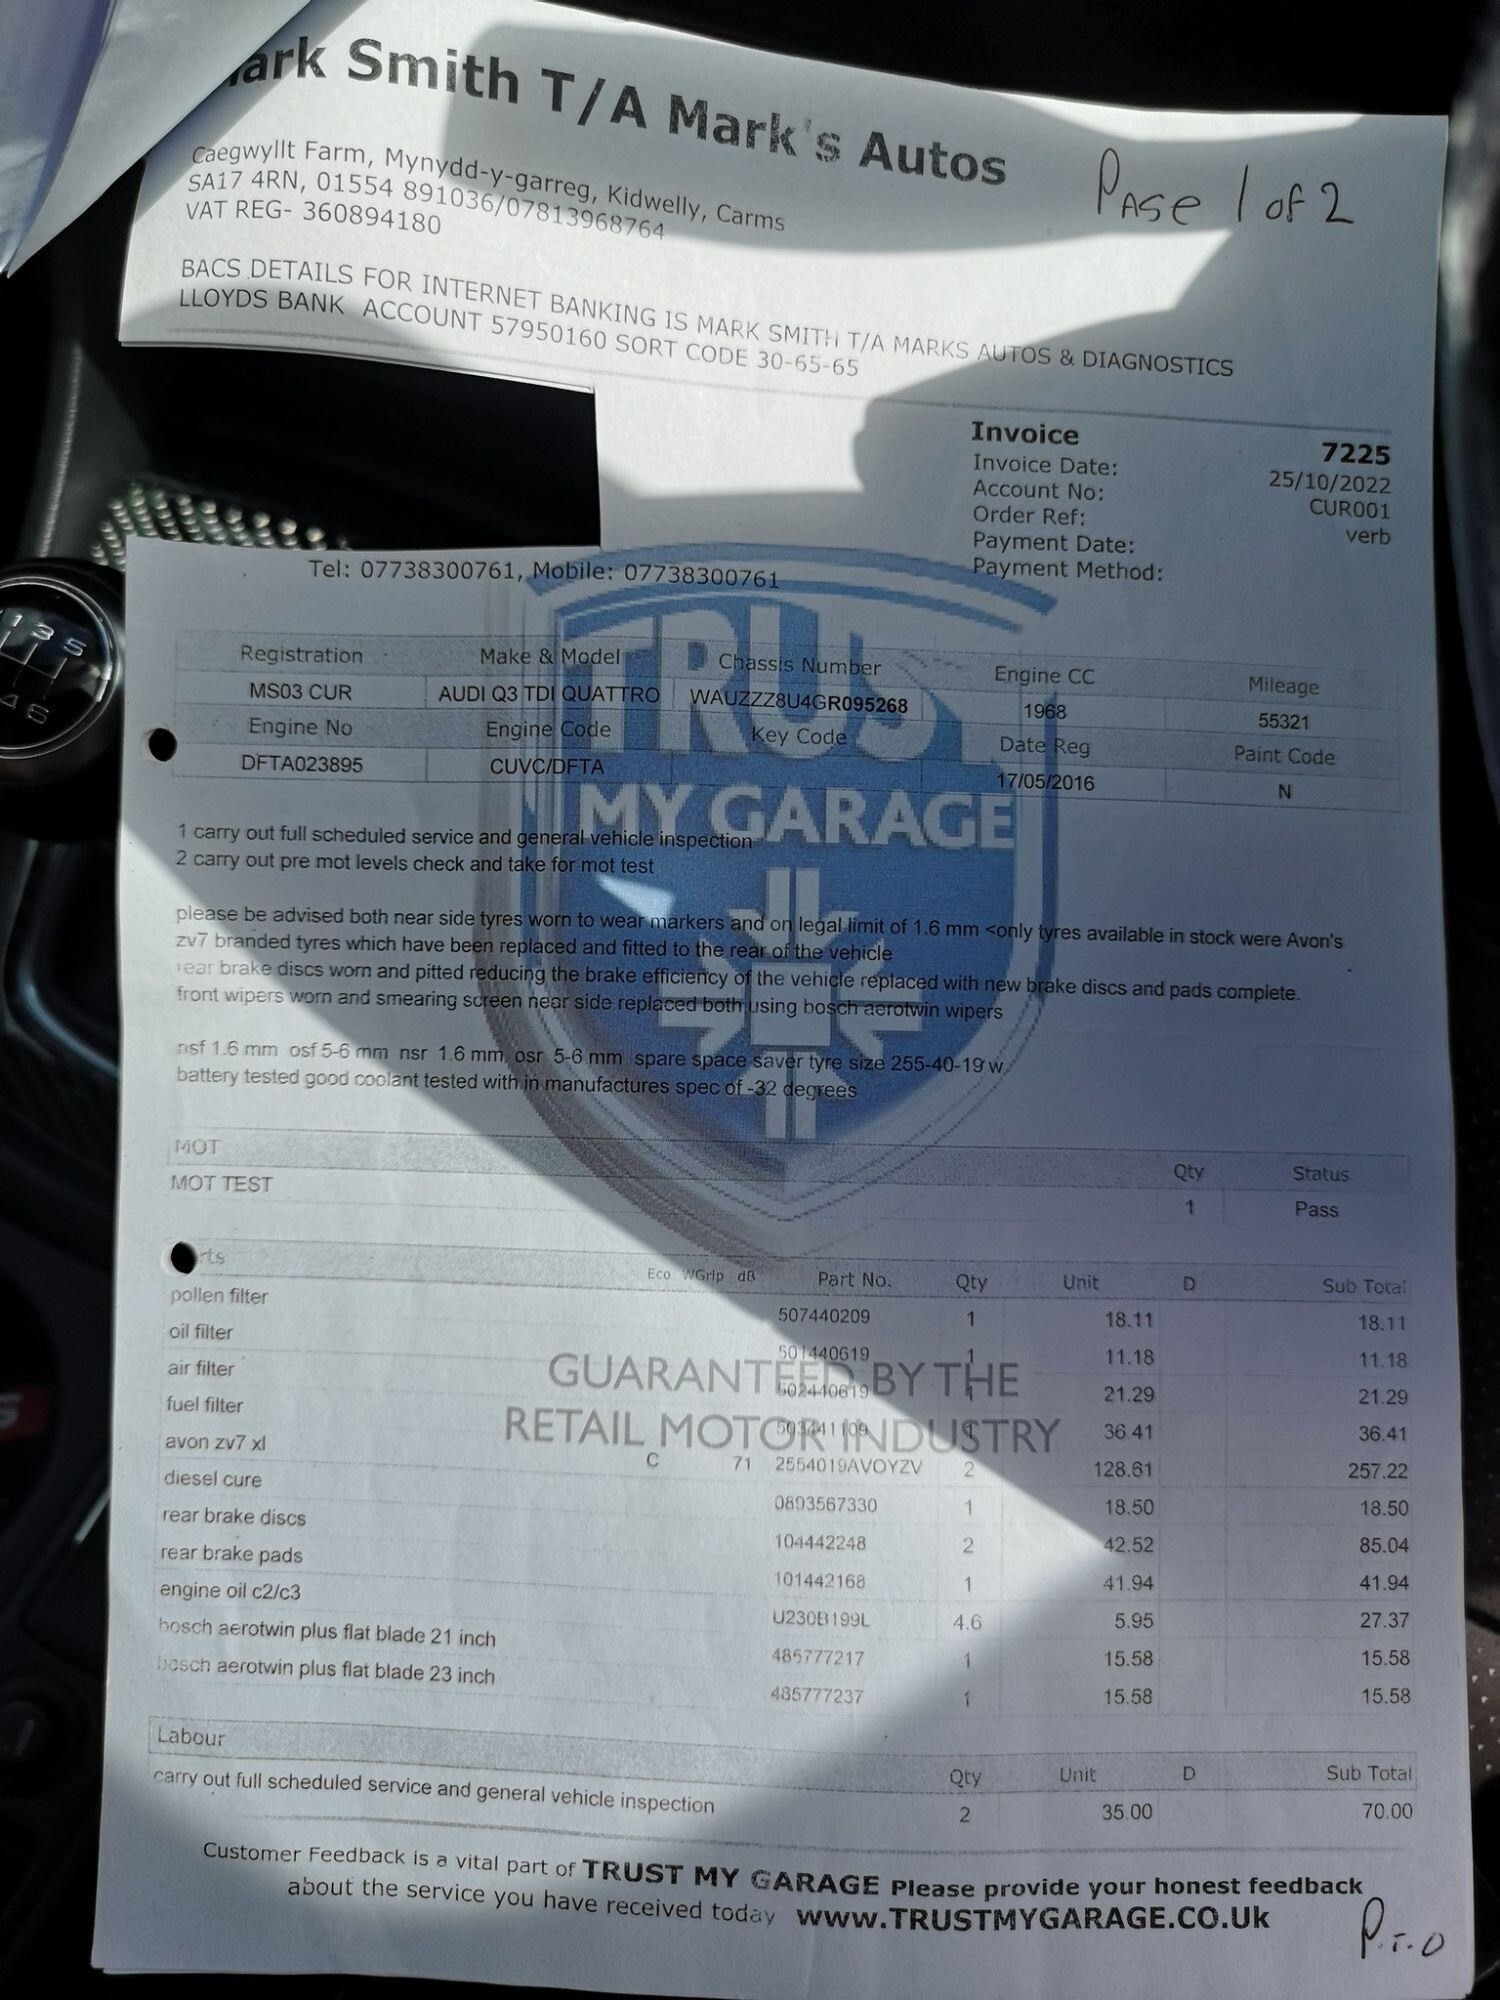 ark Smith T/A Mark's Autos
Caegwyllt Farm, Mynydd-y-garreg, Kidwelly, Carms
SA17 4RN, 01554 891036/07813968764
VAT REG- 360894180
Page 1 of 2
BACS DETAILS FOR INTERNET BANKING IS MARK SMITH T/A MARKS AUTOS & DIAGNOSTICS
LLOYDS BANK ACCOUNT 57950160 SORT CODE 30-65-65
Invoice 7225
Invoice Date: 25/10/2022
Account No: CUR001
Order Ref: verb
Payment Date:
Payment Method:
Tel: 07738300761, Mobile: 07738300761
TRUST
MY GARAGE
Registration Make & Model Chassis Number Engine CC Mileage
MS03 CUR AUDI Q3 TDI QUATTRO WAUZZZ8U4GR095268 1968 55321
Engine No Engine Code Key Code Date Reg Paint Code
DFTA023895 CUVC/DFTA 17/05/2016 N
1 carry out full scheduled service and general vehicle inspection
2 carry out pre mot levels check and take for mot test
please be advised both near side tyres worn to wear markers and on legal limit of 1.6 mm <only tyres available in stock were Avon's
zv7 branded tyres which have been replaced and fitted to the rear of the vehicle
rear brake discs worn and pitted reducing the brake efficiency of the vehicle replaced with new brake discs and pads complete.
front wipers worn and smearing screen near side replaced both using bosch aerotwin wipers
nsf 1.6 mm osf 5-6 mm nsr 1.6 mm osr 5-6 mm spare space saver tyre size 255-40-19 w
battery tested good coolant tested with in manufactures spec of -32 degrees
MOT Qty Status
MOT TEST 1 Pass
rts Eco WGrip dB Part No. Qty Unit D Sub Total
pollen filter 507440209 1 18.11 18.11
oil filter 501440619 1 11.18 11.18
air filter 502440619 1 21.29 21.29
fuel filter 503441109 1 36.41 36.41
avon zv7 xl C 71 2554019AVOYZV 2 128.61 257.22
diesel cure 0893567330 1 18.50 18.50
rear brake discs 104442248 2 42.52 85.04
rear brake pads 101442168 1 41.94 41.94
engine oil c2/c3 U230B199L 4.6 5.95 27.37
bosch aerotwin plus flat blade 21 inch 485777217 1 15.58 15.58
bosch aerotwin plus flat blade 23 inch 485777237 1 15.58 15.58
GUARANTEED BY THE
RETAIL MOTOR INDUSTRY
Labour Qty Unit D Sub Total
carry out full scheduled service and general vehicle inspection 2 35.00 70.00
Customer Feedback is a vital part of TRUST MY GARAGE Please provide your honest feedback
about the service you have received today www.TRUSTMYGARAGE.CO.Uk
P.T.O
1 3 5
4 6
S